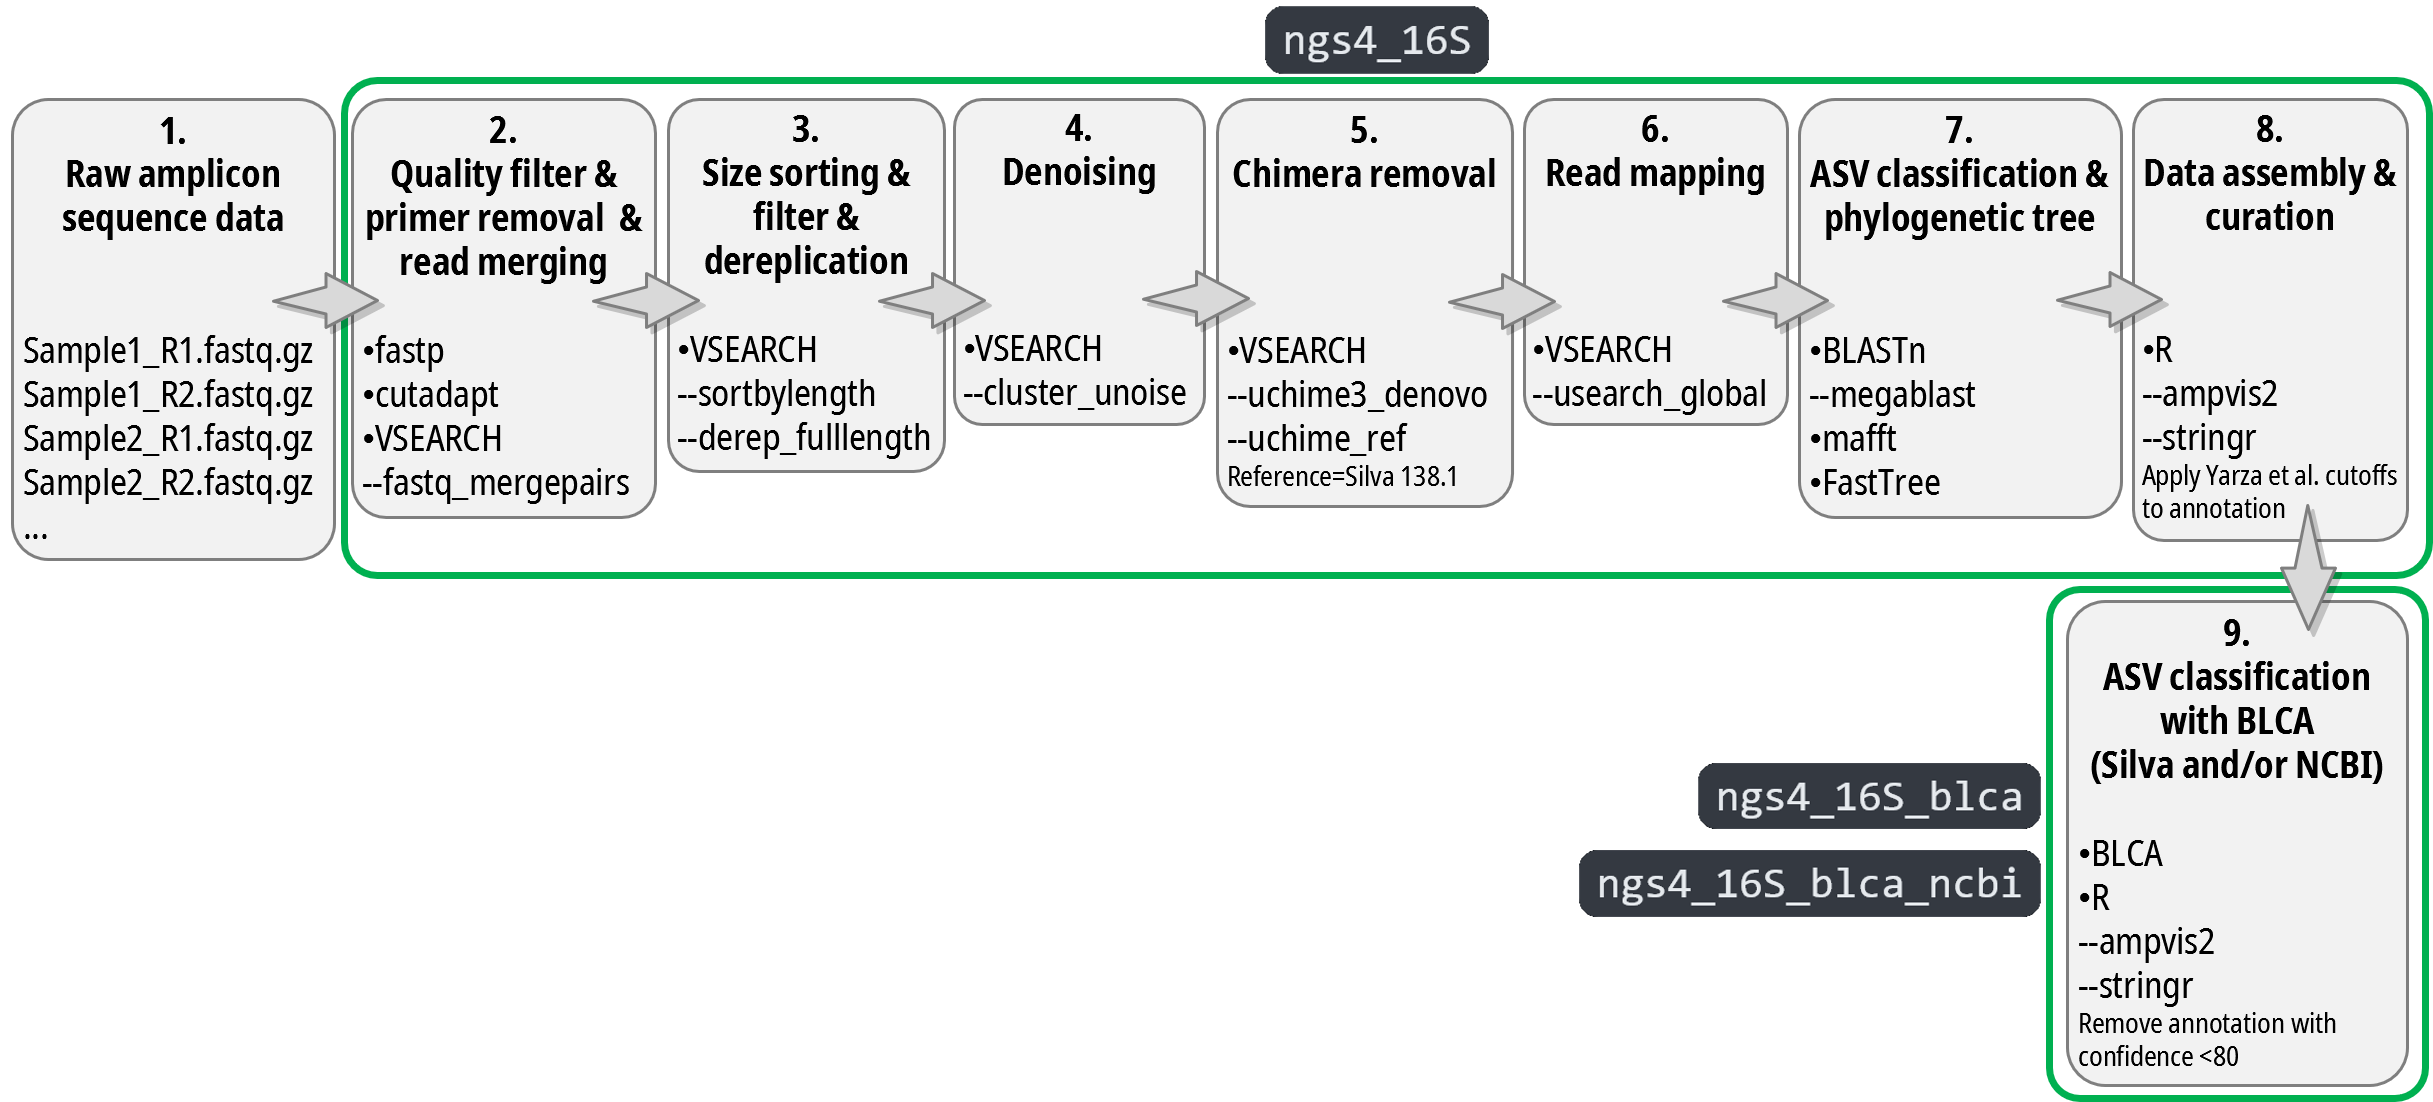 ngs4_16S
1.
Raw amplicon
sequence data
Sample1_R1.fastq.gz
Sample1_R2.fastq.gz
Sample2_R1.fastq.gz
Sample2_R2.fastq.gz
...
2.
Quality filter &
primer removal &
read merging
•fastp
•cutadapt
•VSEARCH
--fastq_mergepairs
3.
Size sorting &
filter &
dereplication
•VSEARCH
--sortbylength
--derep_fulllength
4.
Denoising
•VSEARCH
--cluster_unoise
5.
Chimera removal
•VSEARCH
--uchime3_denovo
--uchime_ref
Reference=Silva 138.1
6.
Read mapping
•VSEARCH
--usearch_global
7.
ASV classification &
phylogenetic tree
•BLASTn
--megablast
•mafft
•FastTree
8.
Data assembly &
curation
•R
--ampvis2
--stringr
Apply Yarza et al. cutoffs
to annotation
9.
ASV classification
with BLCA
(Silva and/or NCBI)
•BLCA
•R
--ampvis2
--stringr
Remove annotation with
confidence <80
ngs4_16S_blca
ngs4_16S_blca_ncbi